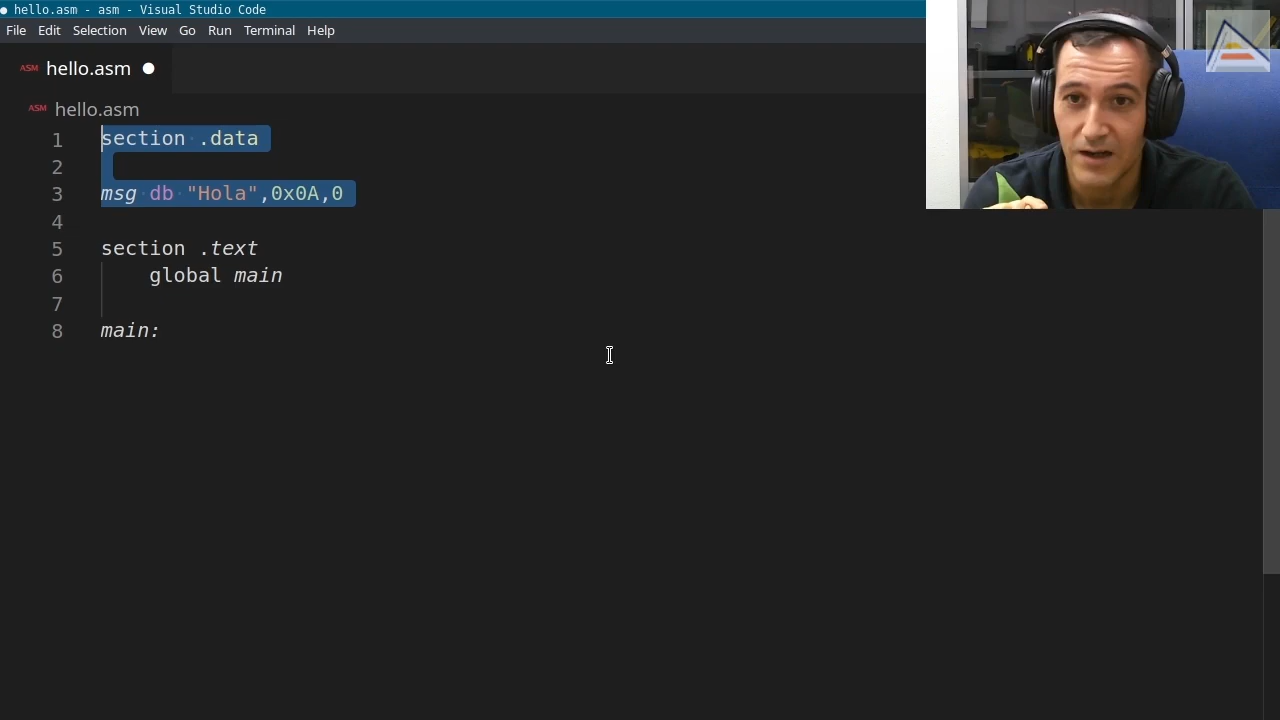 ● hello.asm - asm - Visual Studio Code
File Edit Selection View Go Run Terminal Help
ASM hello.asm ●
ASM hello.asm
1 section .data
2
3 msg db "Hola",0x0A,0
4
5 section .text
6 global main
7
8 main: